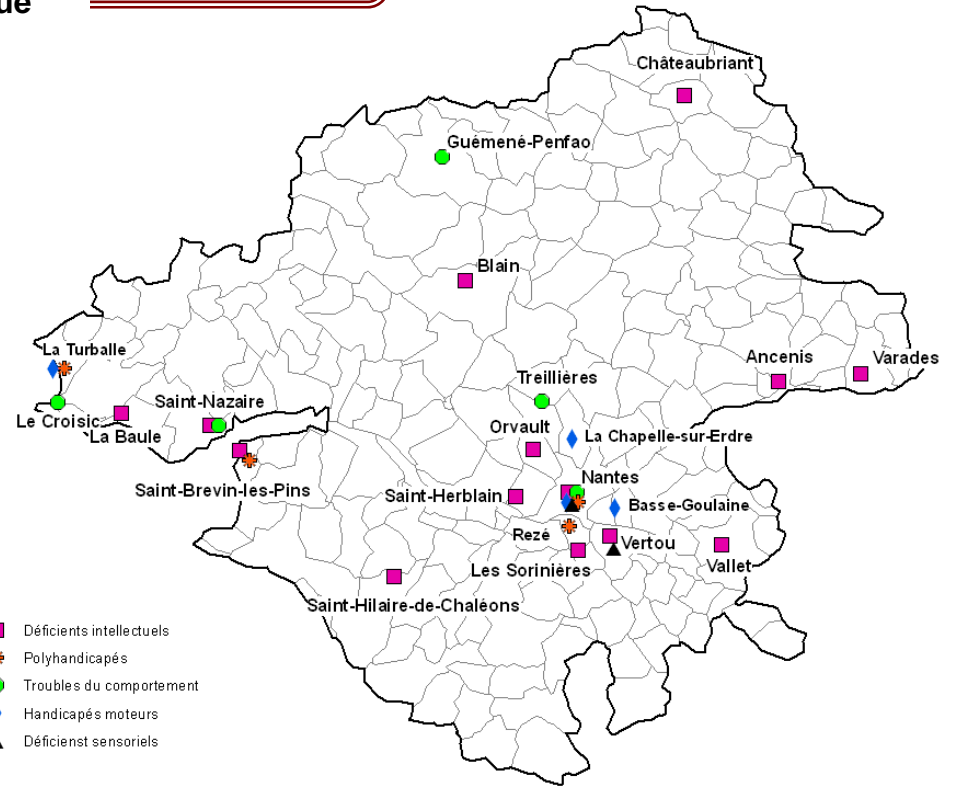 ue
Châteaubriant
Guémené-Penfao
Blain
La Turballe
Ancenis
Varades
Treillières
Saint-Nazaire
Le Croisic
La Baule
Orvault
La Chapelle-sur-Erdre
Nantes
Saint-Brevin-les-Pins
Saint-Herblain
Basse-Goulaine
Rezé
Vertou
Les Sorinières
Vallet
Saint-Hilaire-de-Chaléons
Déficients intellectuels
Polyhandicapés
Troubles du comportement
Handicapés moteurs
Déficienst sensoriels